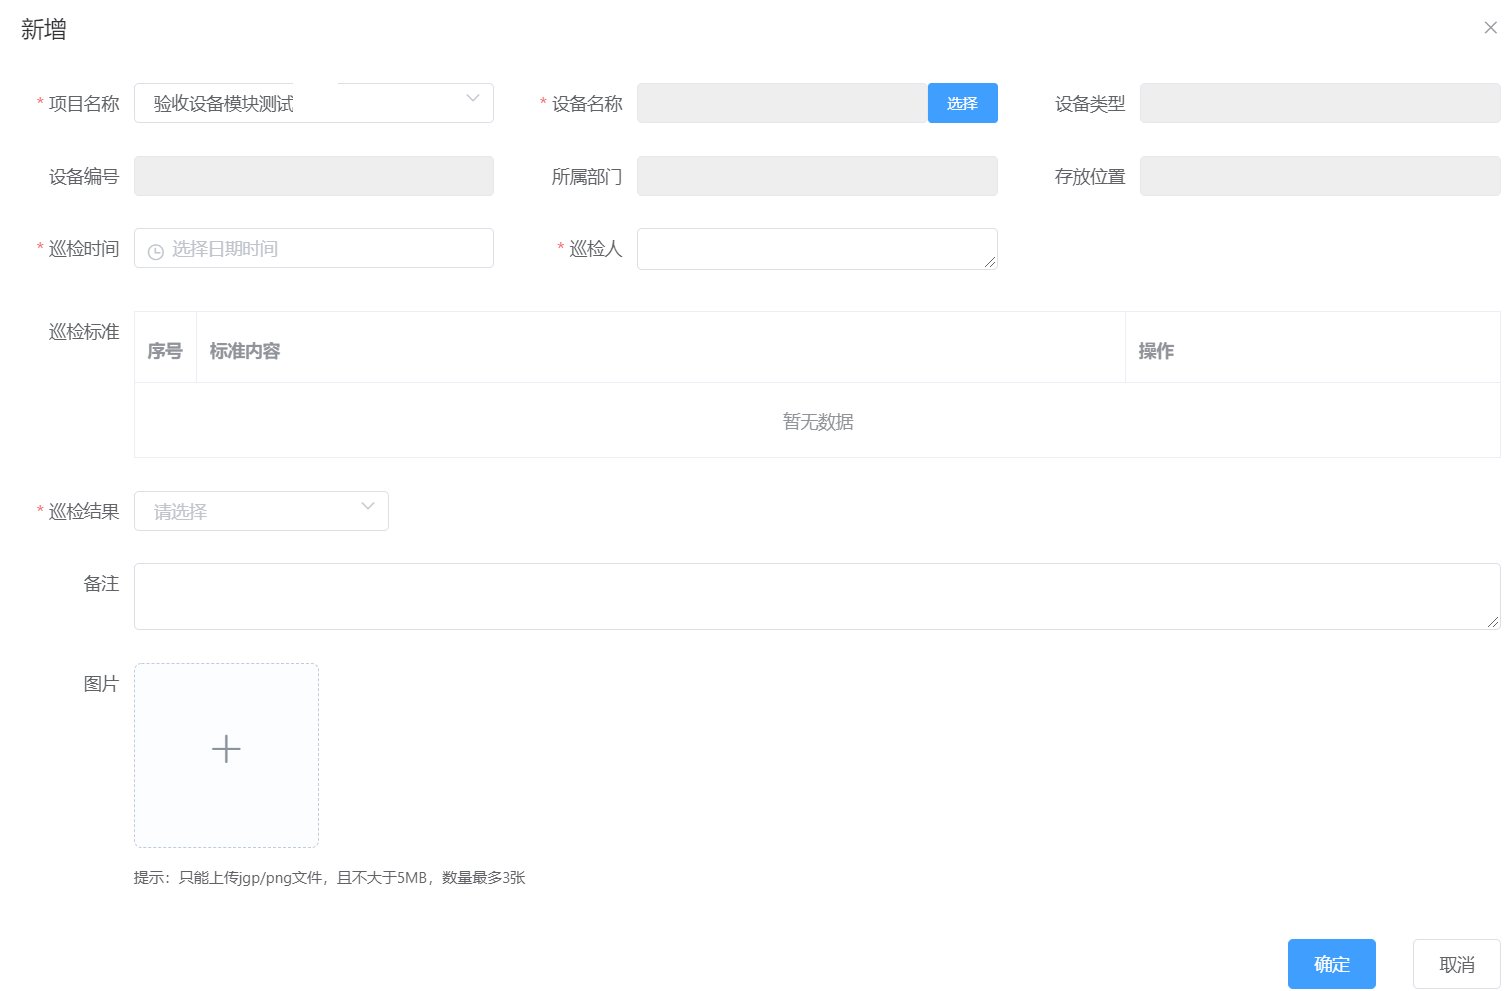 新增
* 项目名称 验收设备模块测试 * 设备名称 选择 设备类型
设备编号 所属部门 存放位置
* 巡检时间 选择日期时间 * 巡检人
巡检标准 序号 标准内容 操作
暂无数据
* 巡检结果 请选择
备注
图片
提示：只能上传jgp/png文件，且不大于5MB，数量最多3张
确定 取消